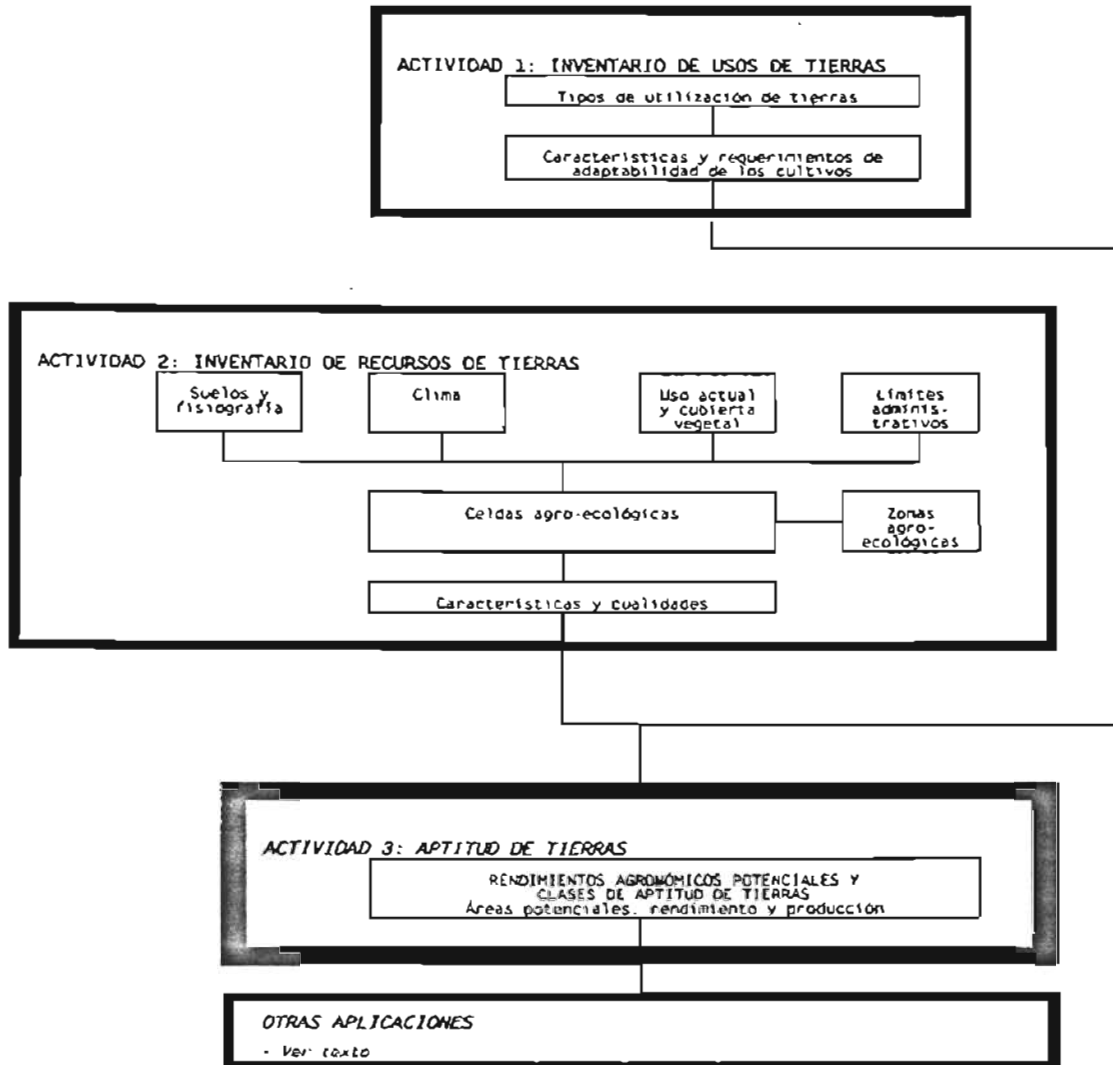 ACTIVIDAD 1: INVENTARIO DE USOS DE TIERRAS
Tipos de utilización de tierras
Características y requerimientos de
adaptabilidad de los cultivos
ACTIVIDAD 2: INVENTARIO DE RECURSOS DE TIERRAS
Suelos y
fisiografía
Clima
Uso actual
y cubierta
vegetal
Límites
adminis-
trativos
Celdas agro-ecológicas
Zonas
agro-
ecológicas
Características y cualidades
ACTIVIDAD 3: APTITUD DE TIERRAS
RENDIMIENTOS AGRONÓMICOS POTENCIALES Y
CLASES DE APTITUD DE TIERRAS
Áreas potenciales, rendimiento y producción
OTRAS APLICACIONES
- Ver texto